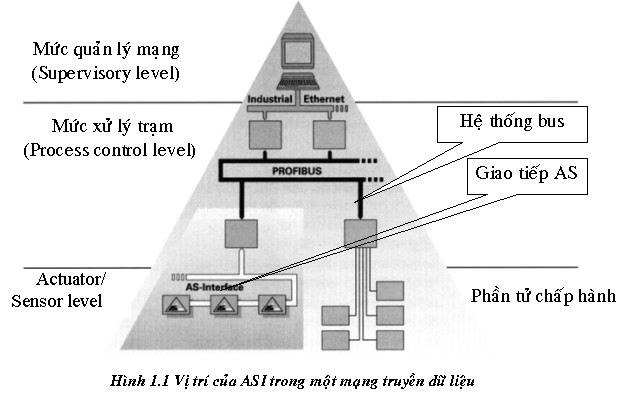 Mức quản lý mạng
(Supervisory level)
Industrial Ethernet
Mức xử lý trạm
(Process control level)
Hệ thống bus
PROFIBUS
Giao tiếp AS
Actuator/
Sensor level
AS-Interface
Phần tử chấp hành
Hình 1.1 Vị trí của ASI trong một mạng truyền dữ liệu